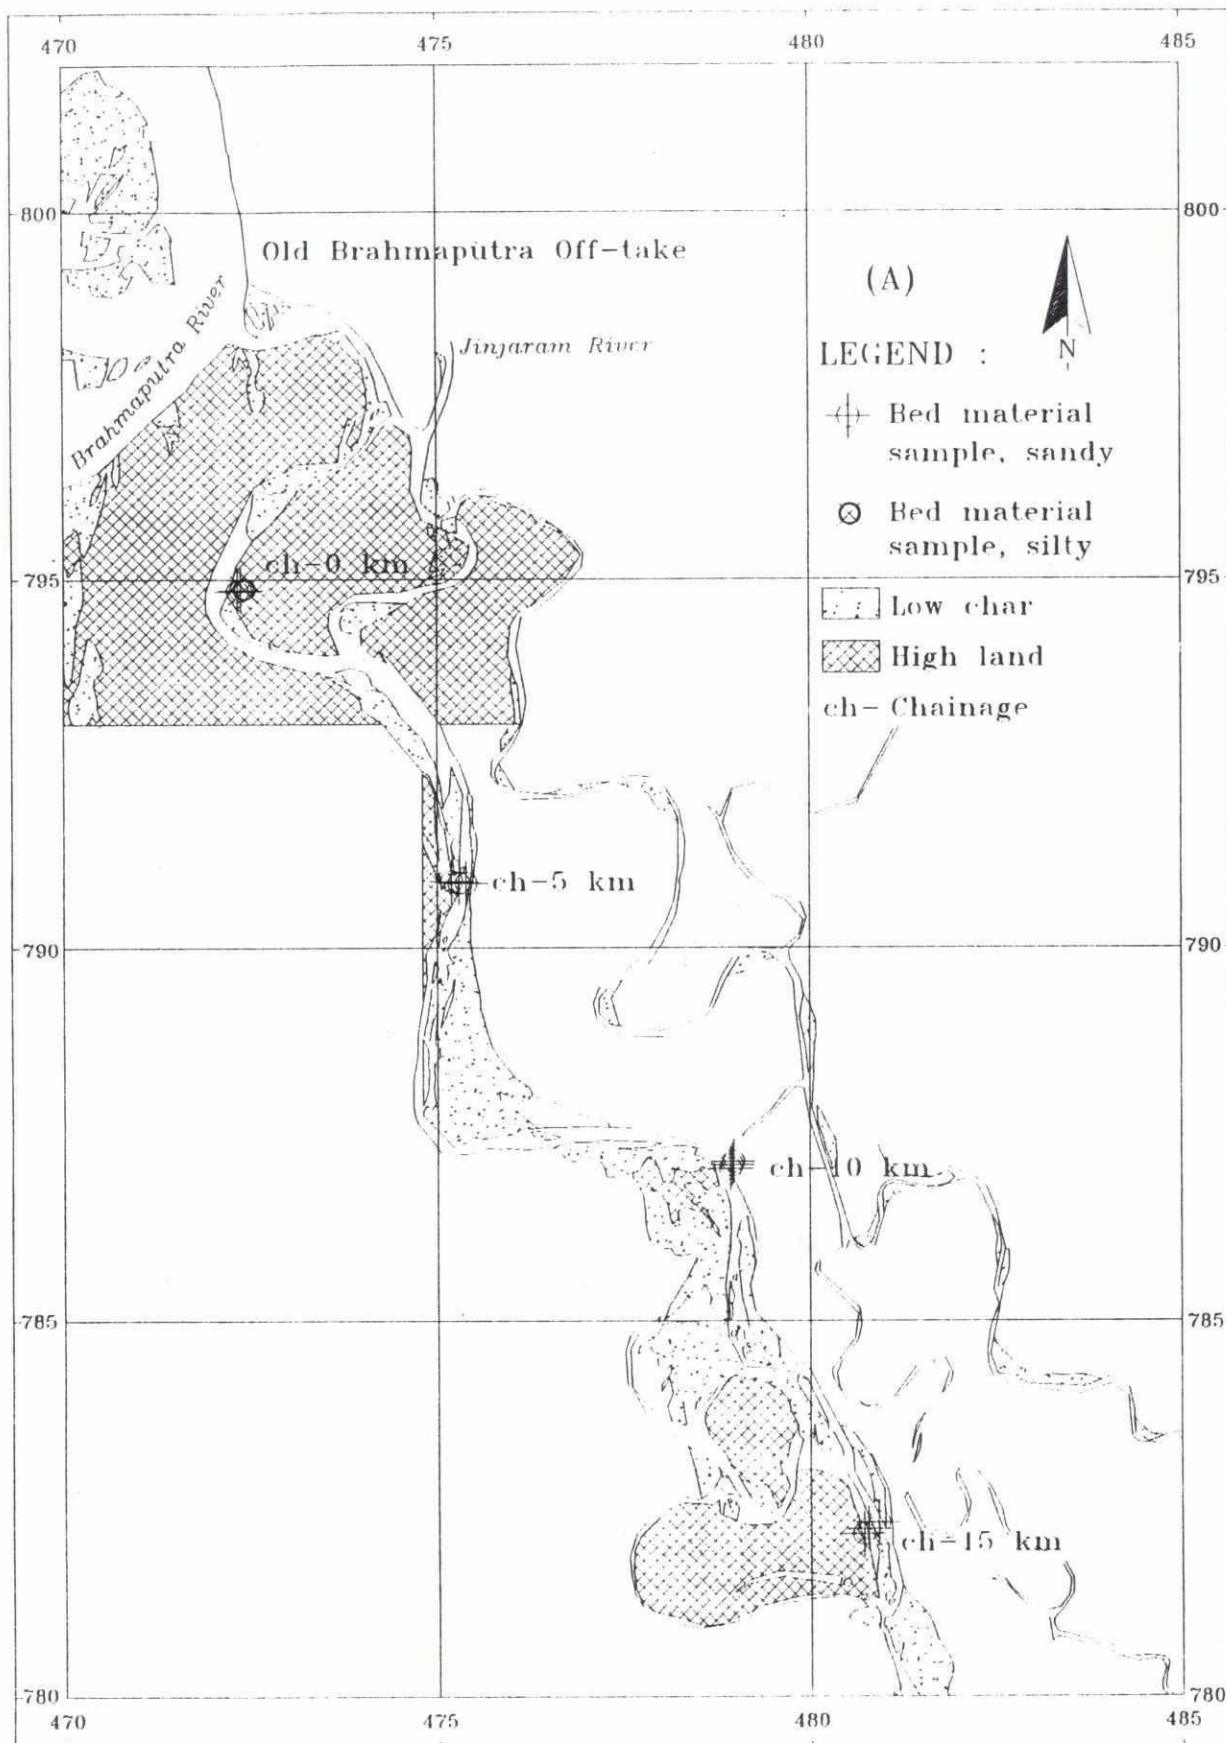 470 475 480 485
800 800
Old Brahmaputra Off-take
(A)
Brahmaputra River
Jinjaram River
N
LEGEND :
Bed material
sample, sandy
Bed material
sample, silty
ch-0 km
795 795
Low char
High land
ch- Chainage
ch-5 km
790 790
ch-10 km
785 785
ch-15 km
780 780
470 475 480 485